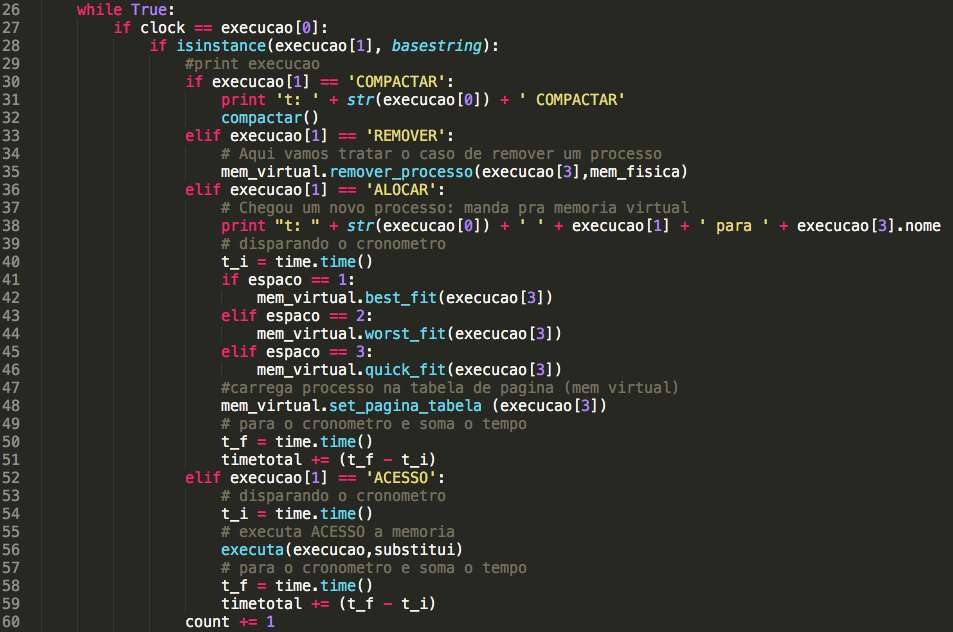 26 while True:
27 if clock == execucao[0]:
28 if isinstance(execucao[1], basestring):
29 #print execucao
30 if execucao[1] == 'COMPACTAR':
31 print 't: ' + str(execucao[0]) + ' COMPACTAR'
32 compactar()
33 elif execucao[1] == 'REMOVER':
34 # Aqui vamos tratar o caso de remover um processo
35 mem_virtual.remover_processo(execucao[3],mem_fisica)
36 elif execucao[1] == 'ALOCAR':
37 # Chegou um novo processo: manda pra memoria virtual
38 print "t: " + str(execucao[0]) + ' ' + execucao[1] + ' para ' + execucao[3].nome
39 # disparando o cronometro
40 t_i = time.time()
41 if espaco == 1:
42 mem_virtual.best_fit(execucao[3])
43 elif espaco == 2:
44 mem_virtual.worst_fit(execucao[3])
45 elif espaco == 3:
46 mem_virtual.quick_fit(execucao[3])
47 #carrega processo na tabela de pagina (mem virtual)
48 mem_virtual.set_pagina_tabela (execucao[3])
49 # para o cronometro e soma o tempo
50 t_f = time.time()
51 timetotal += (t_f - t_i)
52 elif execucao[1] == 'ACESSO':
53 # disparando o cronometro
54 t_i = time.time()
55 # executa ACESSO a memoria
56 executa(execucao,substitui)
57 # para o cronometro e soma o tempo
58 t_f = time.time()
59 timetotal += (t_f - t_i)
60 count += 1